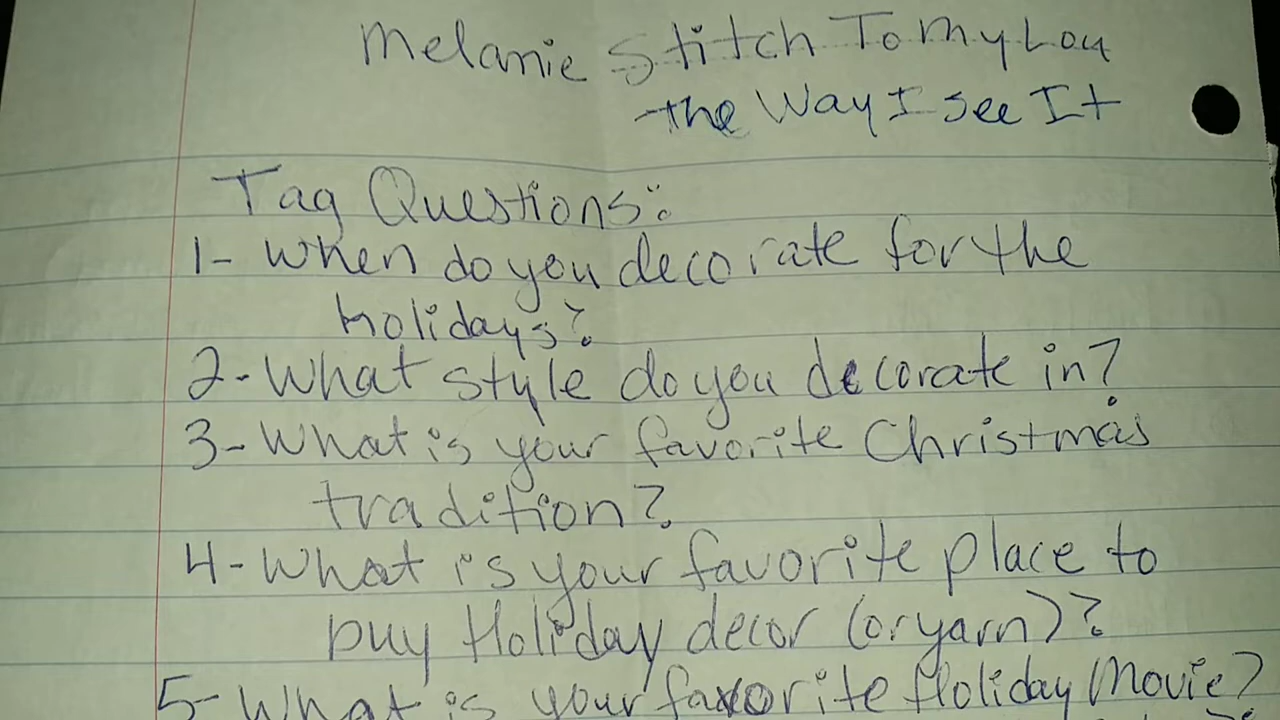 Melanie Stitch To My Lou
the Way I see It
Tag Questions:
1- When do you decorate for the
holidays?
2- What style do you decorate in?
3- What is your favorite Christmas
tradition?
4- What is your favorite place to
buy Holiday decor (or yarn)?
5- What is your favorite Holiday Movie?